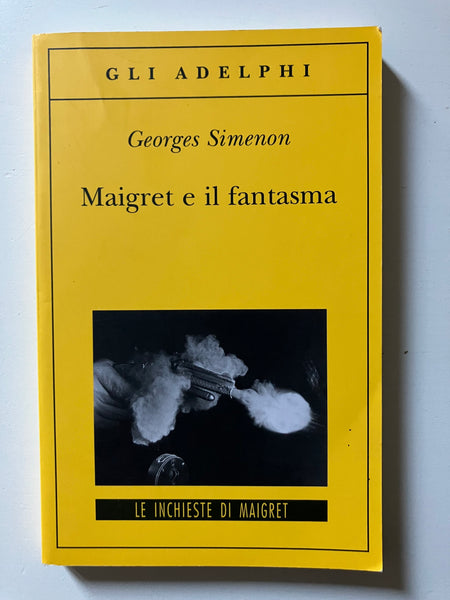 GLI ADELPHI
Georges Simenon
Maigret e il fantasma
LE INCHIESTE DI MAIGRET